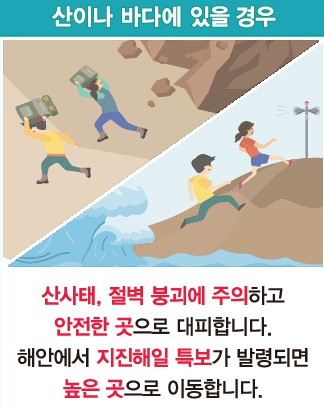 산이나 바다에 있을 경우
산사태, 절벽 붕괴에 주의하고
안전한 곳으로 대피합니다.
해안에서 지진해일 특보가 발령되면
높은 곳으로 이동합니다.